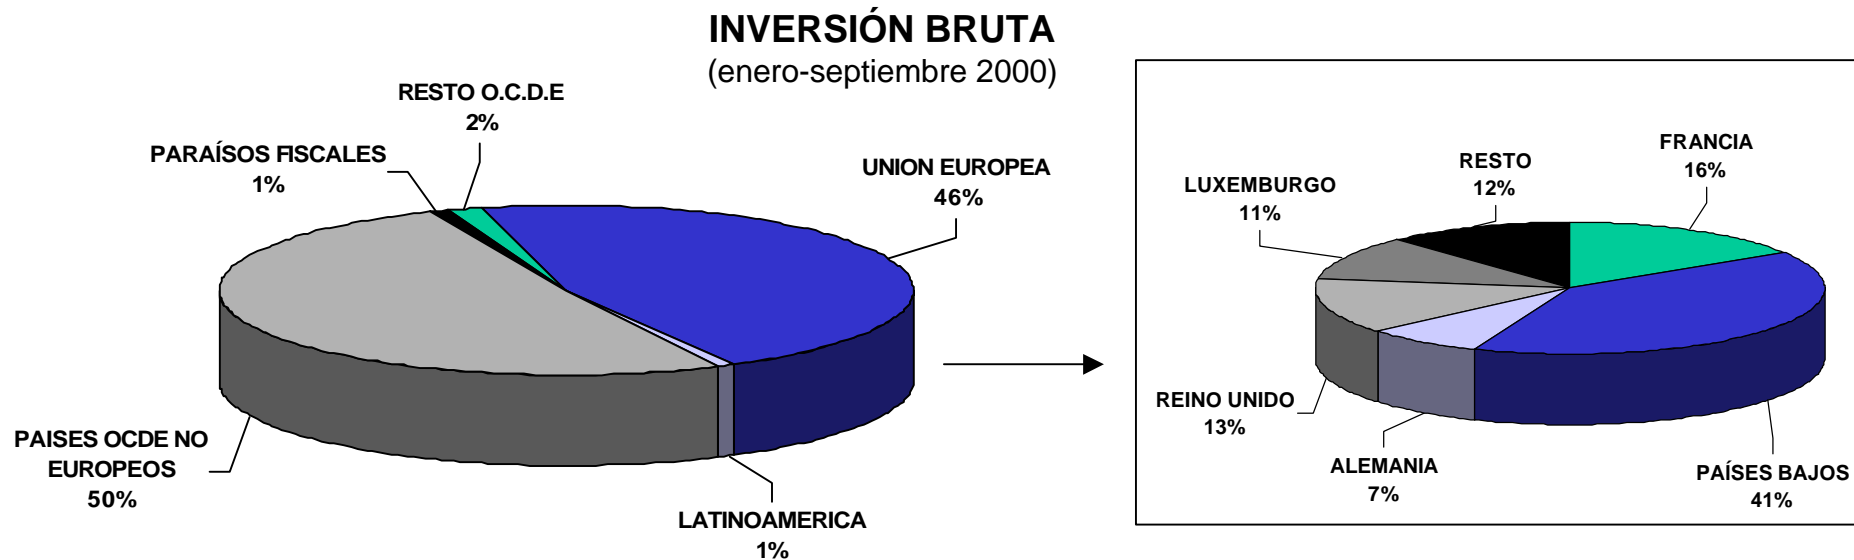 INVERSIÓN BRUTA
(enero-septiembre 2000)
RESTO O.C.D.E
2%
PARAÍSOS FISCALES
1%
UNION EUROPEA
46%
PAISES OCDE NO
EUROPEOS
50%
LATINOAMERICA
1%
FRANCIA
16%
RESTO
12%
LUXEMBURGO
11%
REINO UNIDO
13%
ALEMANIA
7%
PAÍSES BAJOS
41%